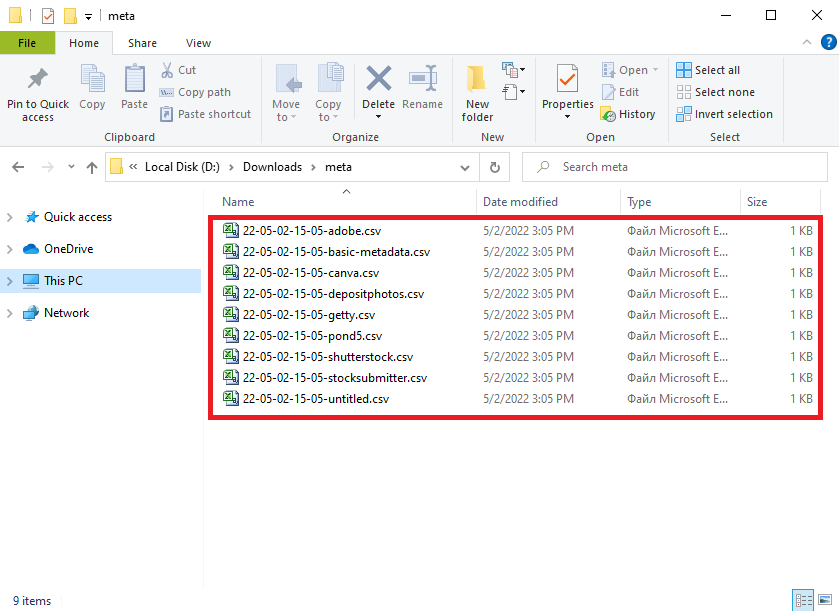 meta
File Home Share View
Pin to Quick access
Copy
Paste
Cut
Copy path
Paste shortcut
Clipboard
Move to
Copy to
Delete
Rename
Organize
New folder
New
Properties
Open
Edit
History
Open
Select all
Select none
Invert selection
Select
« Local Disk (D:) › Downloads › meta
Search meta
Name Date modified Type Size
Quick access
OneDrive
This PC
Network
22-05-02-15-05-adobe.csv 5/2/2022 3:05 PM Файл Microsoft E... 1 KB
22-05-02-15-05-basic-metadata.csv 5/2/2022 3:05 PM Файл Microsoft E... 1 KB
22-05-02-15-05-canva.csv 5/2/2022 3:05 PM Файл Microsoft E... 1 KB
22-05-02-15-05-depositphotos.csv 5/2/2022 3:05 PM Файл Microsoft E... 1 KB
22-05-02-15-05-getty.csv 5/2/2022 3:05 PM Файл Microsoft E... 1 KB
22-05-02-15-05-pond5.csv 5/2/2022 3:05 PM Файл Microsoft E... 1 KB
22-05-02-15-05-shutterstock.csv 5/2/2022 3:05 PM Файл Microsoft E... 1 KB
22-05-02-15-05-stocksubmitter.csv 5/2/2022 3:05 PM Файл Microsoft E... 1 KB
22-05-02-15-05-untitled.csv 5/2/2022 3:05 PM Файл Microsoft E... 1 KB
9 items